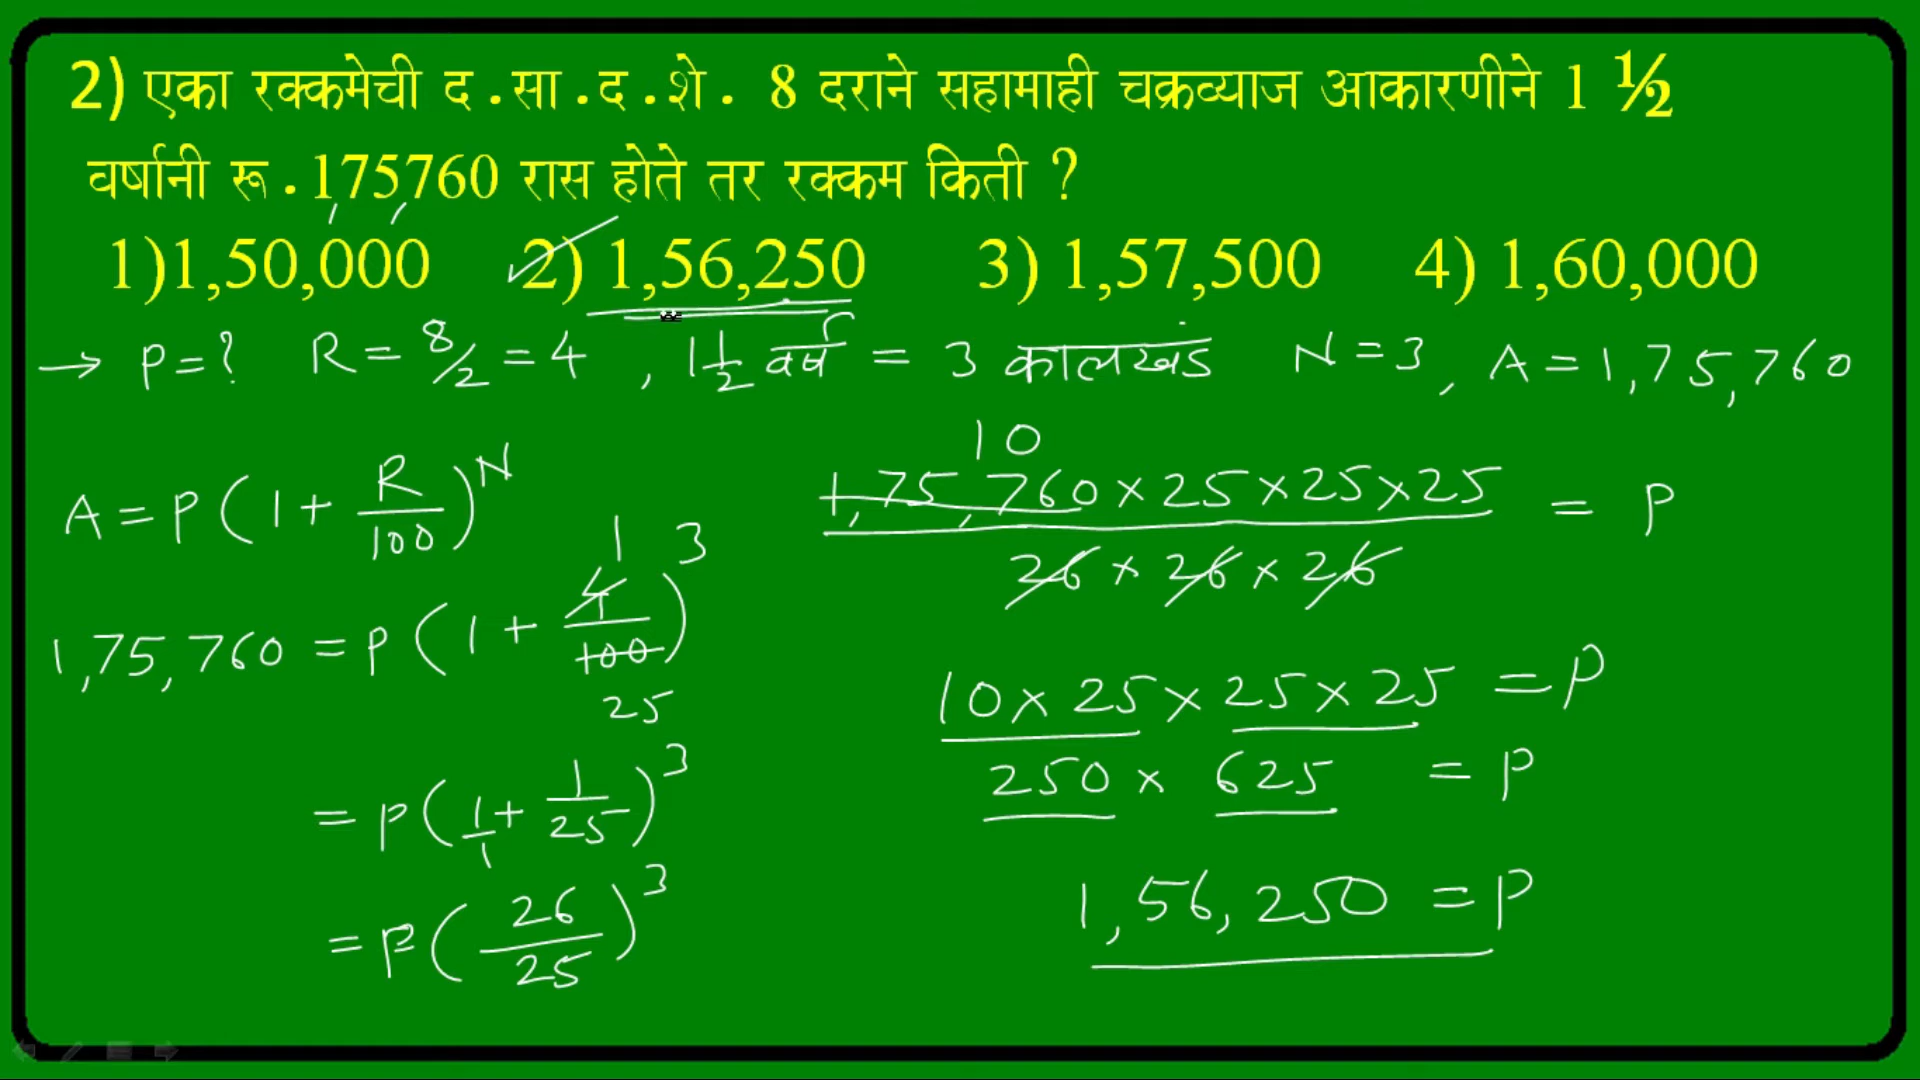 2) एका रक्कमेची द .सा .द .शे . 8 दराने सहामाही चक्रव्याज आकारणीने 1 ½
वर्षानी रू .175760 रास होते तर रक्कम किती ?
1)1,50,000 2) 1,56,250 3) 1,57,500 4) 1,60,000
→ P = ? R = 8/2 = 4 , 1 1/2 वर्ष = 3 कालखंड N = 3 , A = 1,75,760
A = P ( 1 + R/100 )^N
1,75,760 = P ( 1 + 4/100 )^3
1
25
= P ( 1/1 + 1/25 )^3
= P ( 26/25 )^3
10
1,75,760 × 25 × 25 × 25 = P
26 × 26 × 26
10 × 25 × 25 × 25 = P
250 × 625 = P
1,56,250 = P